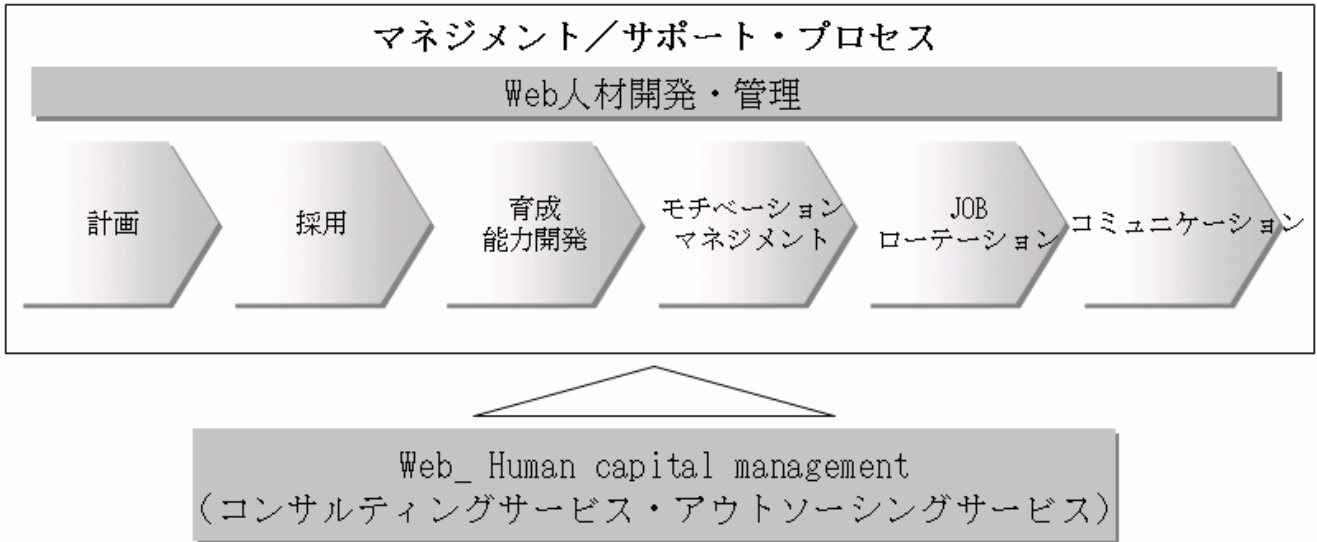 マネジメント／サポート・プロセス
Web人材開発・管理
計画
採用
育成
能力開発
モチベーション
マネジメント
JOB
ローテーション
コミュニケーション
Web_ Human capital management
（コンサルティングサービス・アウトソーシングサービス）